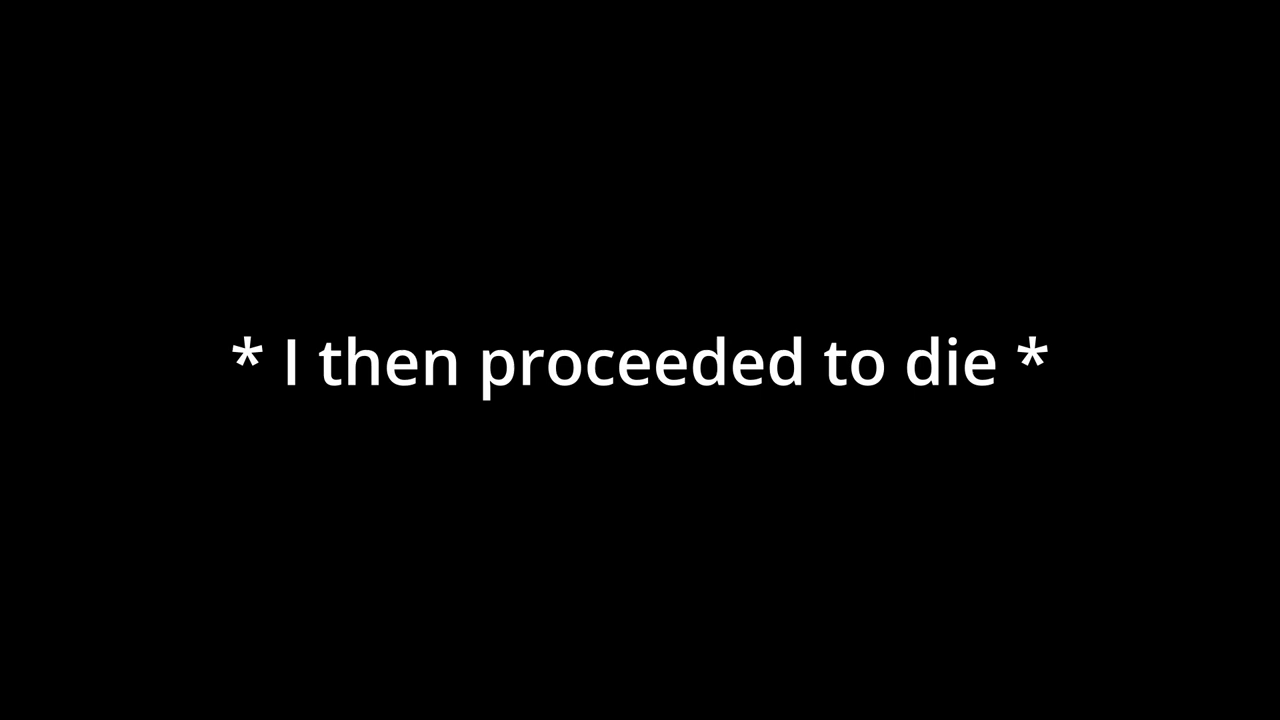 * I then proceeded to die *